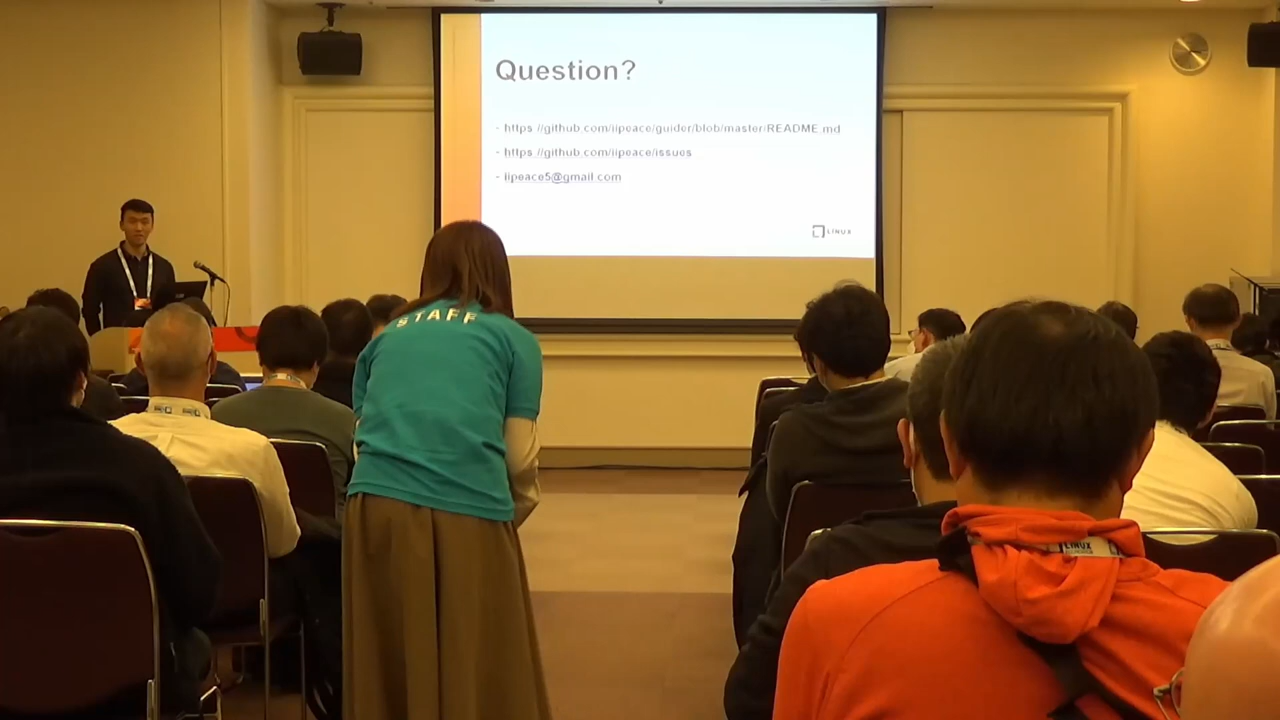 Question?
- https://github.com/iipeace/guider/blob/master/README.md
- https://github.com/iipeace/issues
- iipeace5@gmail.com
LINUX
STAFF
LINUX